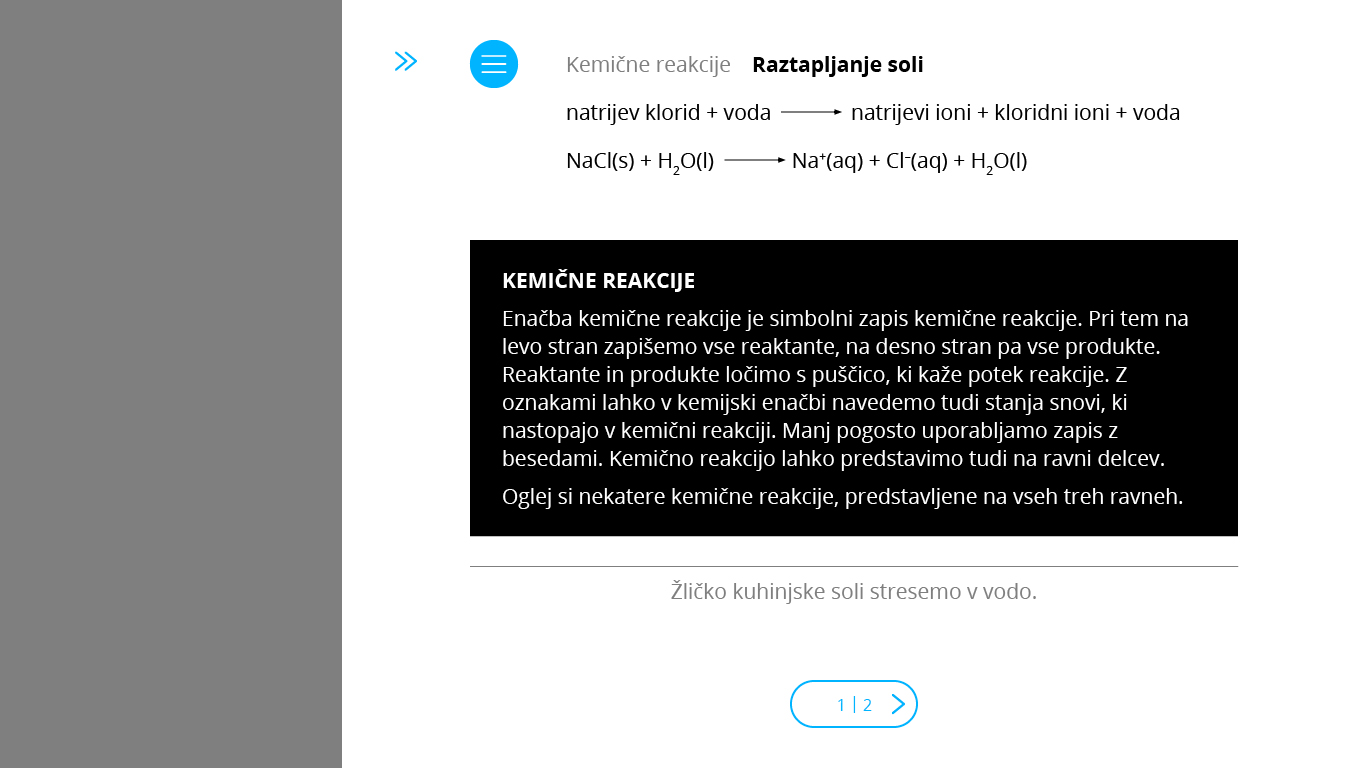 Kemične reakcije Raztapljanje soli
natrijev klorid + voda ⟶ natrijevi ioni + kloridni ioni + voda
NaCl(s) + H₂O(l) ⟶ Na⁺(aq) + Cl⁻(aq) + H₂O(l)
KEMIČNE REAKCIJE
Enačba kemične reakcije je simbolni zapis kemične reakcije. Pri tem na
levo stran zapišemo vse reaktante, na desno stran pa vse produkte.
Reaktante in produkte ločimo s puščico, ki kaže potek reakcije. Z
oznakami lahko v kemijski enačbi navedemo tudi stanja snovi, ki
nastopajo v kemični reakciji. Manj pogosto uporabljamo zapis z
besedami. Kemično reakcijo lahko predstavimo tudi na ravni delcev.
Oglej si nekatere kemične reakcije, predstavljene na vseh treh ravneh.
Žličko kuhinjske soli stresemo v vodo.
1 | 2